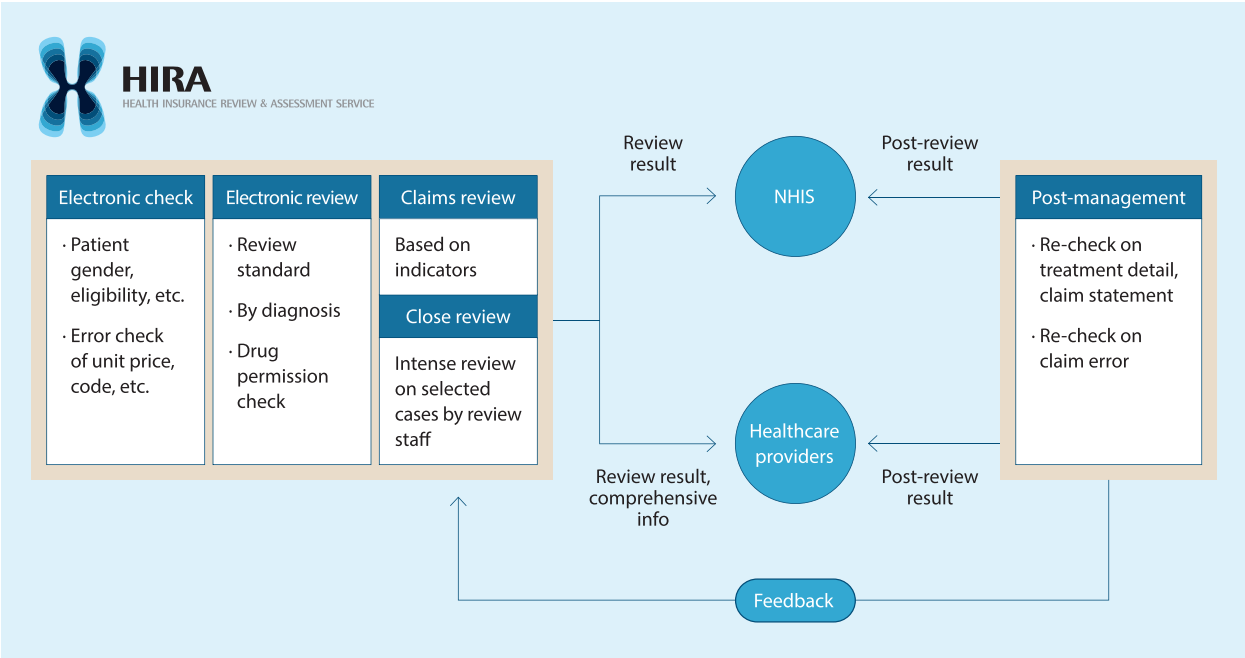 HIRA
HEALTH INSURANCE REVIEW & ASSESSMENT SERVICE
Electronic check
· Patient
gender,
eligibility, etc.
· Error check
of unit price,
code, etc.
Electronic review
· Review
standard
· By diagnosis
· Drug
permission
check
Claims review
Based on
indicators
Close review
Intense review
on selected
cases by review
staff
Review
result
NHIS
Post-review
result
Review result,
comprehensive
info
Healthcare
providers
Post-review
result
Post-management
· Re-check on
treatment detail,
claim statement
· Re-check on
claim error
Feedback